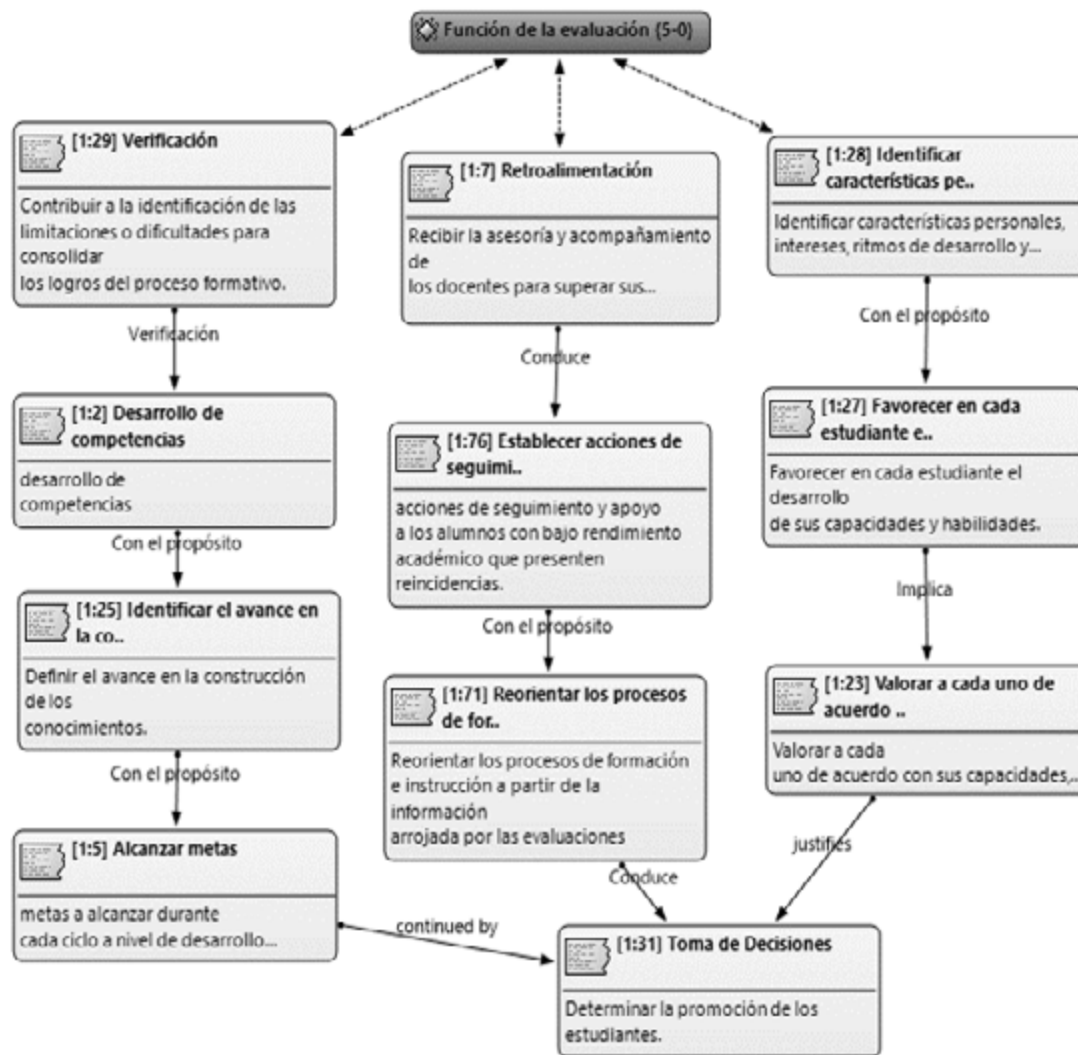 Función de la evaluación {5-0}
[1:29] Verificación
Contribuir a la identificación de las
limitaciones o dificultades para
consolidar
los logros del proceso formativo.
Verificación
[1:2] Desarrollo de
competencias
desarrollo de
competencias
Con el propósito
[1:25] Identificar el avance en
la co..
Definir el avance en la construcción
de los
conocimientos.
Con el propósito
[1:5] Alcanzar metas
metas a alcanzar durante
cada ciclo a nivel de desarrollo...
continued by
[1:7] Retroalimentación
Recibir la asesoría y acompañamiento
de
los docentes para superar sus...
Conduce
[1:76] Establecer acciones de
seguimi..
acciones de seguimiento y apoyo
a los alumnos con bajo rendimiento
académico que presenten
reincidencias.
Con el propósito
[1:71] Reorientar los procesos
de for..
Reorientar los procesos de formación
e instrucción a partir de la
información
arrojada por las evaluaciones
Conduce
[1:28] Identificar
características pe..
Identificar características personales,
intereses, ritmos de desarrollo y...
Con el propósito
[1:27] Favorecer en cada
estudiante e..
Favorecer en cada estudiante el
desarrollo
de sus capacidades y habilidades.
Implica
[1:23] Valorar a cada uno de
acuerdo ..
Valorar a cada
uno de acuerdo con sus capacidades,..
justifies
[1:31] Toma de Decisiones
Determinar la promoción de los
estudiantes.